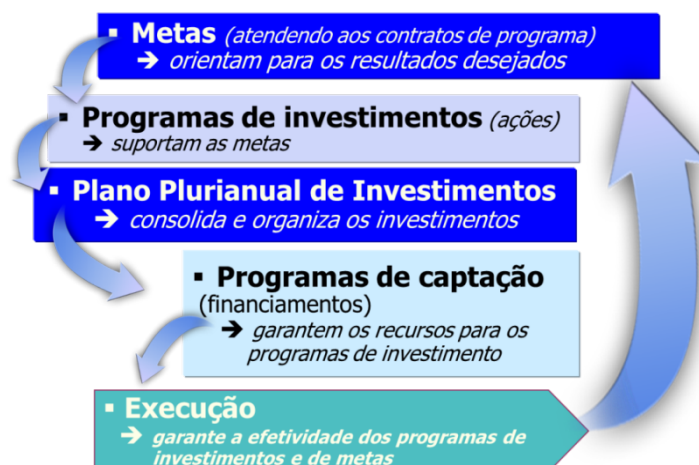 ▪ Metas (atendendo aos contratos de programa)
➔ orientam para os resultados desejados
▪ Programas de investimentos (ações)
➔ suportam as metas
▪ Plano Plurianual de Investimentos
➔ consolida e organiza os investimentos
▪ Programas de captação
(financiamentos)
➔ garantem os recursos para os
programas de investimento
▪ Execução
➔ garante a efetividade dos programas de
investimentos e de metas